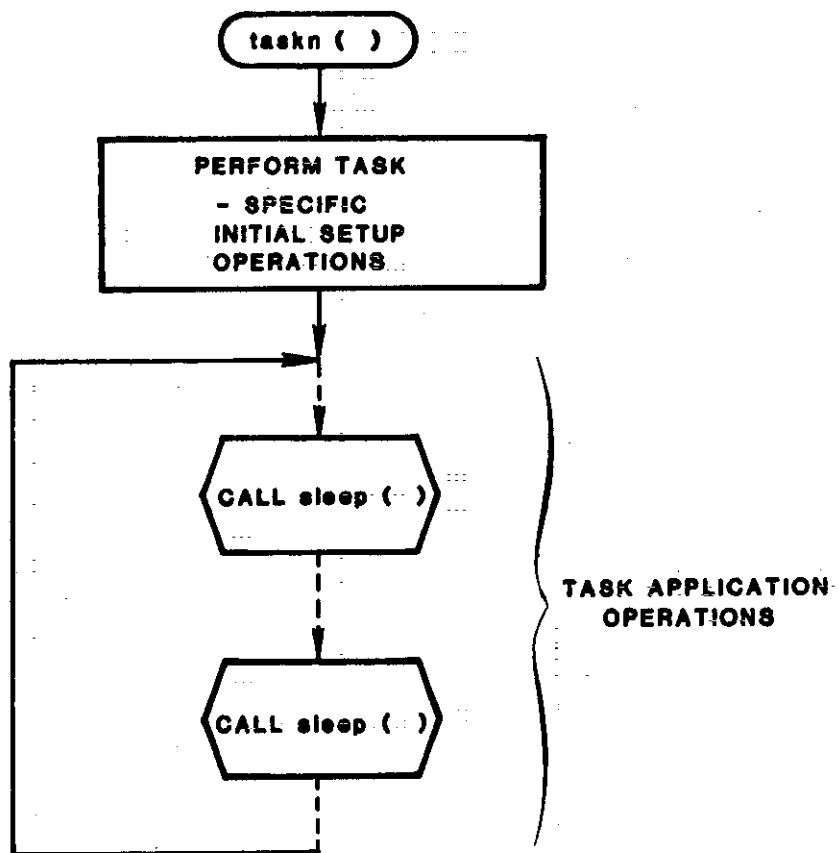 taskn ( )
PERFORM TASK
- SPECIFIC
INITIAL SETUP
OPERATIONS
CALL sleep ( )
TASK APPLICATION
OPERATIONS
CALL sleep ( )